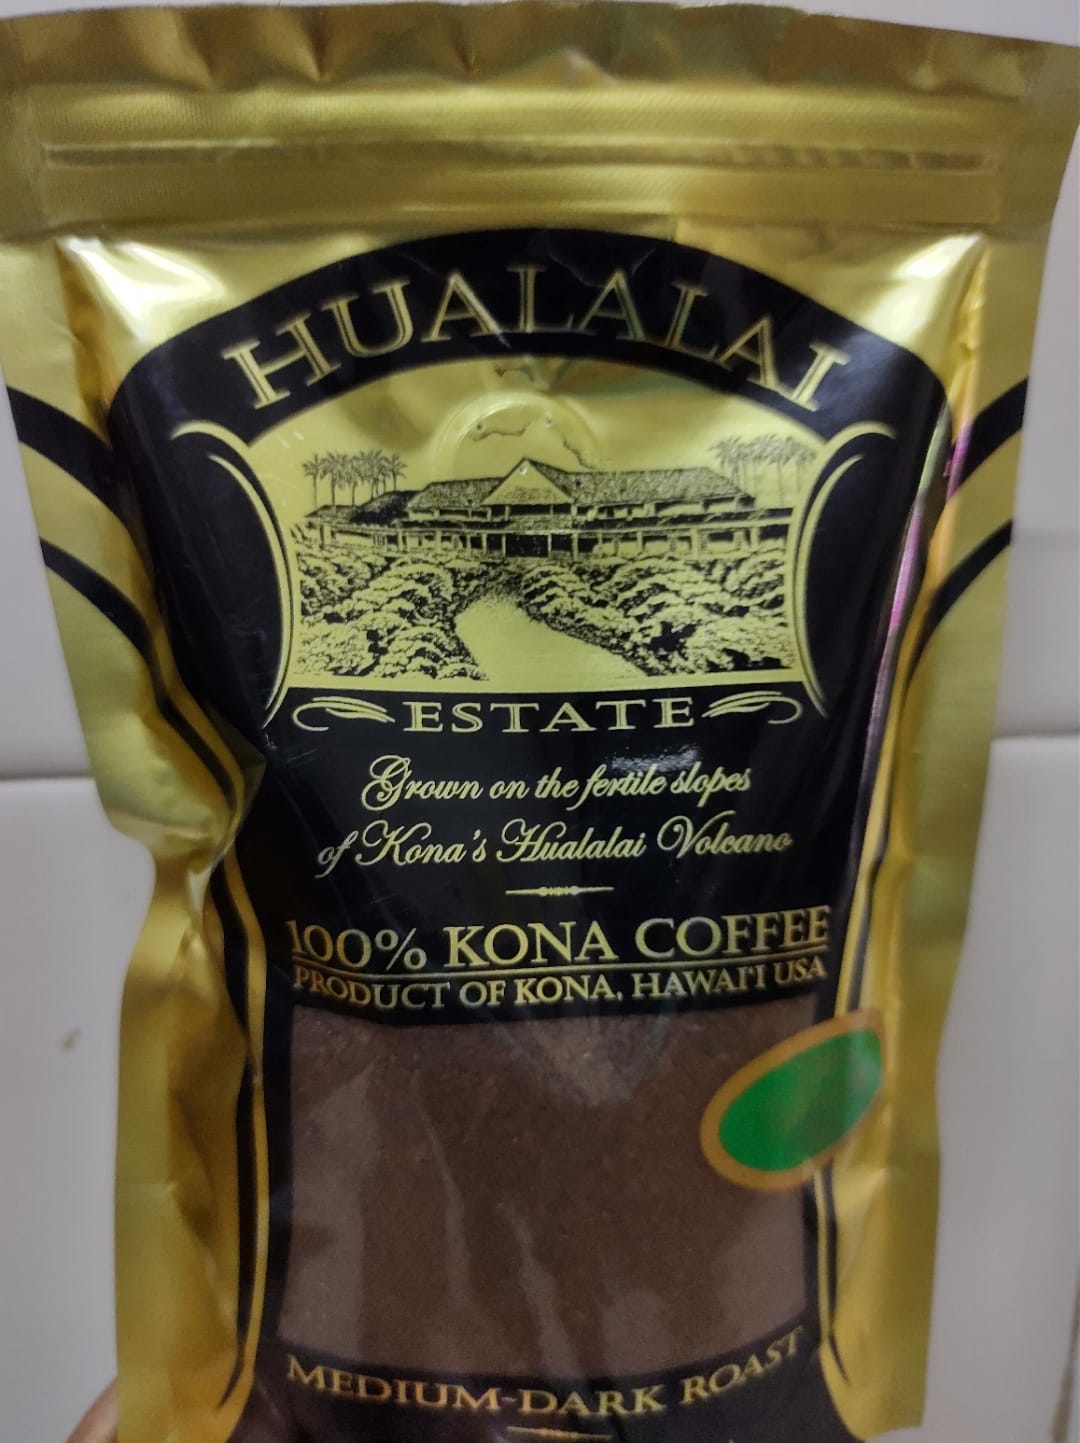 HUALALAI
ESTATE
Grown on the fertile slopes
of Kona's Hualalai Volcano
100% KONA COFFEE
PRODUCT OF KONA, HAWAI'I USA
MEDIUM-DARK ROAST